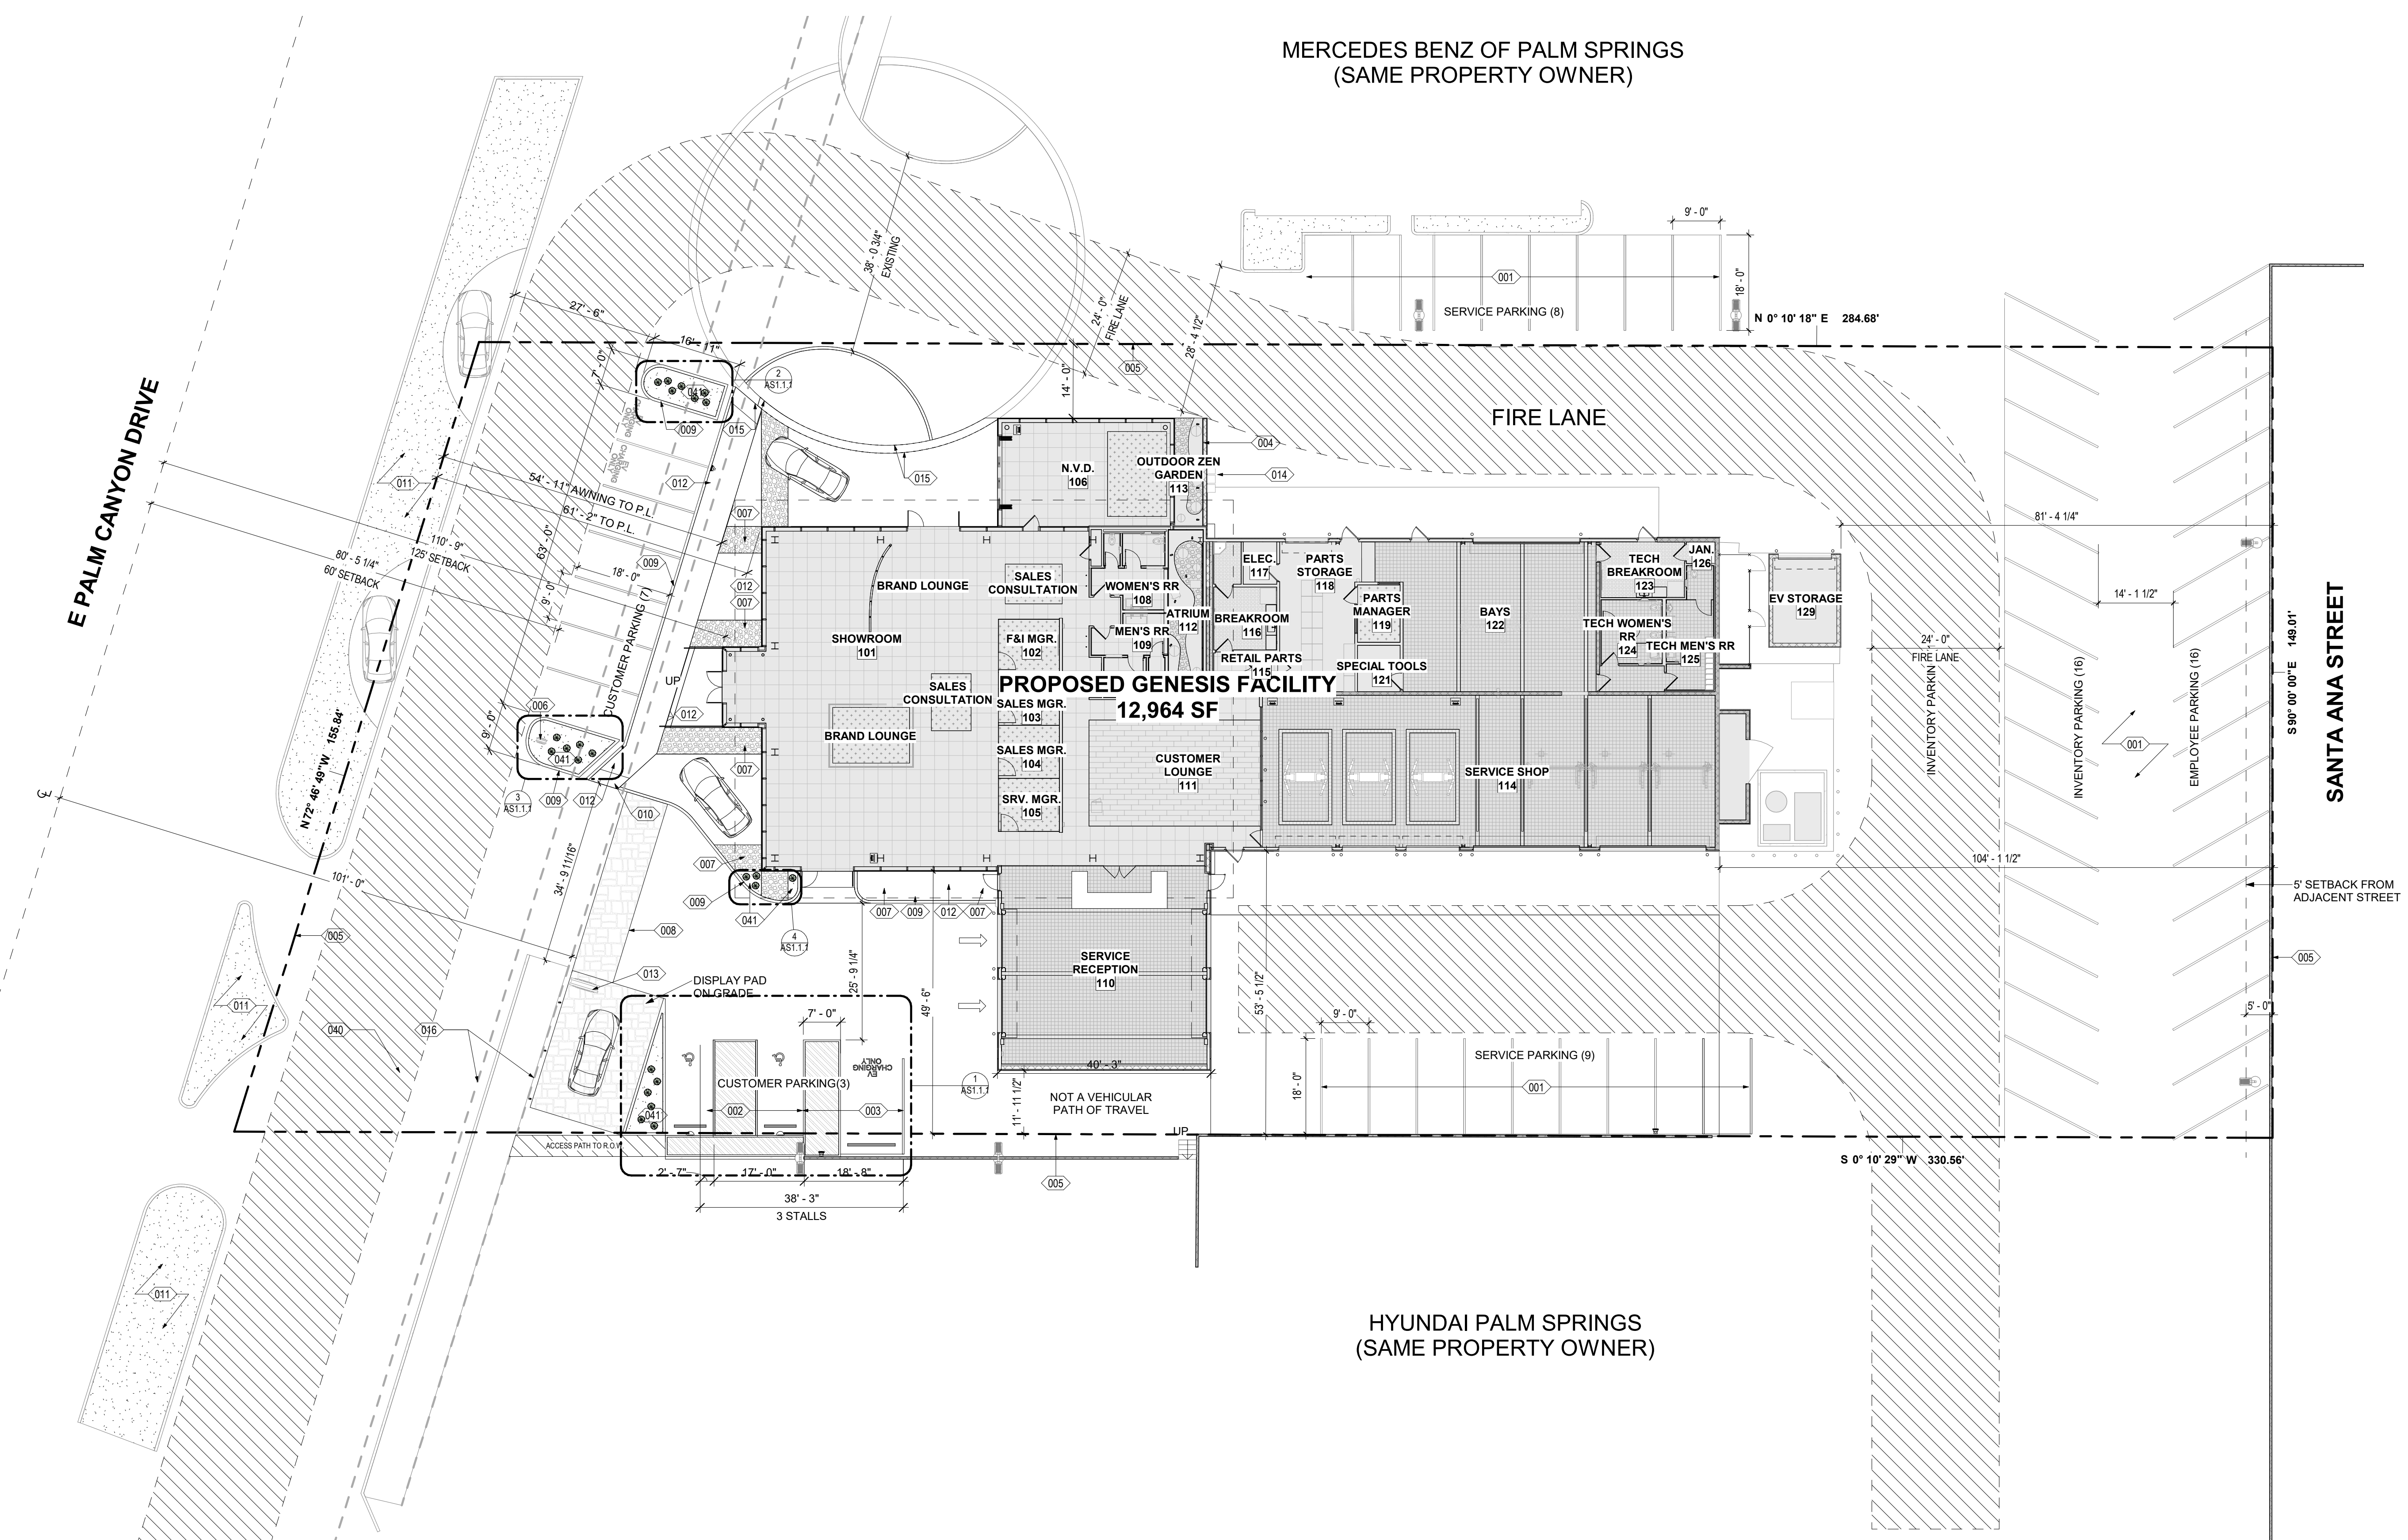 MERCEDES BENZ OF PALM SPRINGS
(SAME PROPERTY OWNER)
9' - 0"
18' - 0"
001
SERVICE PARKING (8)
N 0° 10' 18" E 284.68'
38' - 0 3/4"
EXISTING
24' - 0"
FIRE LANE
28' - 4 1/2"
27' - 6"
16' - 11"
7' - 0"
14' - 0"
005
2
AS1.1.1
041
009
015
E PALM CANYON DRIVE
FIRE LANE
EV
CHARGING
ONLY
EV
CHARGING
ONLY
011
012
015
004
014
N.V.D.
106
OUTDOOR ZEN
GARDEN
113
54' - 11" AWNING TO P.L.
61' - 2" TO P.L.
110' - 9"
125' SETBACK
80' - 5 1/4"
60' SETBACK
63' - 0"
18' - 0"
9' - 0"
CUSTOMER PARKING (7)
007
009
012
007
81' - 4 1/4"
BRAND LOUNGE
SALES
CONSULTATION
WOMEN'S RR
108
ELEC.
117
PARTS
STORAGE
118
PARTS
MANAGER
119
BAYS
122
TECH
BREAKROOM
123
JAN.
126
EV STORAGE
129
ATRIUM
112
BREAKROOM
116
SHOWROOM
101
F&I MGR.
102
MEN'S RR
109
RETAIL PARTS
115
SPECIAL TOOLS
121
TECH WOMEN'S
RR
124
TECH MEN'S RR
125
14' - 1 1/2"
24' - 0"
FIRE LANE
INVENTORY PARKING
INVENTORY PARKING (16)
EMPLOYEE PARKING (16)
001
S 90° 00' 00"E 149.01'
SANTA ANA STREET
UP
PROPOSED GENESIS FACILITY
12,964 SF
SALES
CONSULTATION
SALES MGR.
103
BRAND LOUNGE
SALES MGR.
104
CUSTOMER
LOUNGE
111
SERVICE SHOP
114
SRV. MGR.
105
006
012
9' - 0"
041
007
3
AS1.1.1
009
012
010
N 72° 46' 49"W 155.84'
101' - 0"
34' - 9 11/16"
007
009
041
4
AS1.1.1
007
009
012
007
104' - 1 1/2"
5' SETBACK FROM
ADJACENT STREET
005
008
005
25' - 9 1/4"
49' - 6"
53' - 5 1/2"
SERVICE
RECEPTION
110
013
DISPLAY PAD
ON GRADE
011
040
016
7' - 0"
EV
CHARGING
ONLY
CUSTOMER PARKING(3)
002
003
1
AS1.1.1
40' - 3"
11' - 11 1/2"
NOT A VEHICULAR
PATH OF TRAVEL
9' - 0"
18' - 0"
SERVICE PARKING (9)
001
5' - 0"
041
ACCESS PATH TO R.O.W.
UP
S 0° 10' 29" W 330.56'
2' - 7"
17' - 0"
18' - 8"
005
38' - 3"
3 STALLS
011
HYUNDAI PALM SPRINGS
(SAME PROPERTY OWNER)